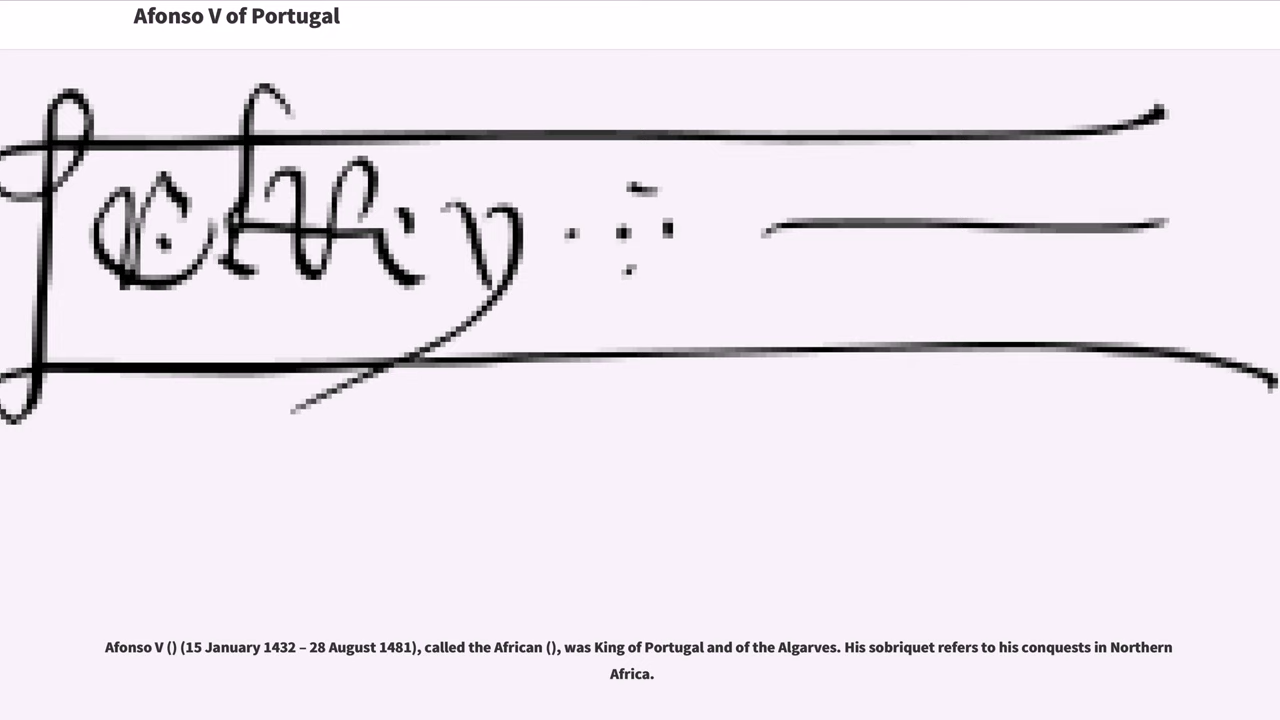 Afonso V of Portugal
Afonso V () (15 January 1432 – 28 August 1481), called the African (), was King of Portugal and of the Algarves. His sobriquet refers to his conquests in Northern
Africa.